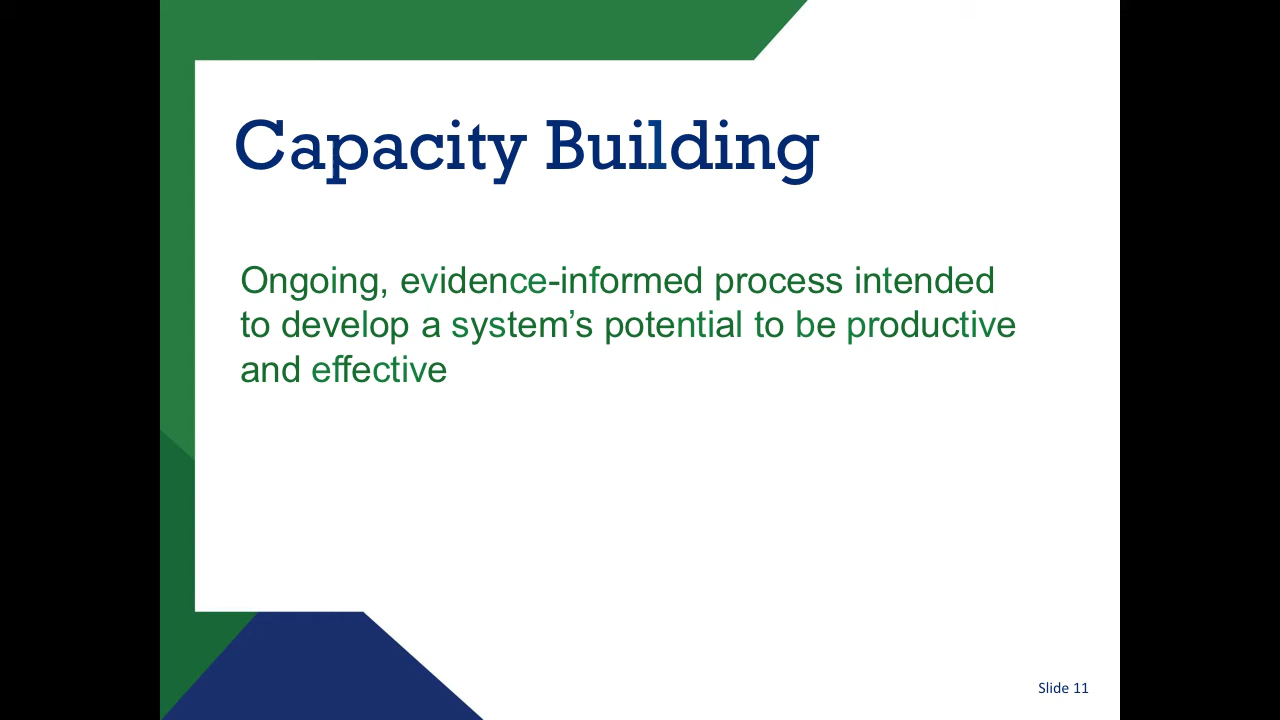 Capacity Building
Ongoing, evidence-informed process intended
to develop a system’s potential to be productive
and effective
Slide 11